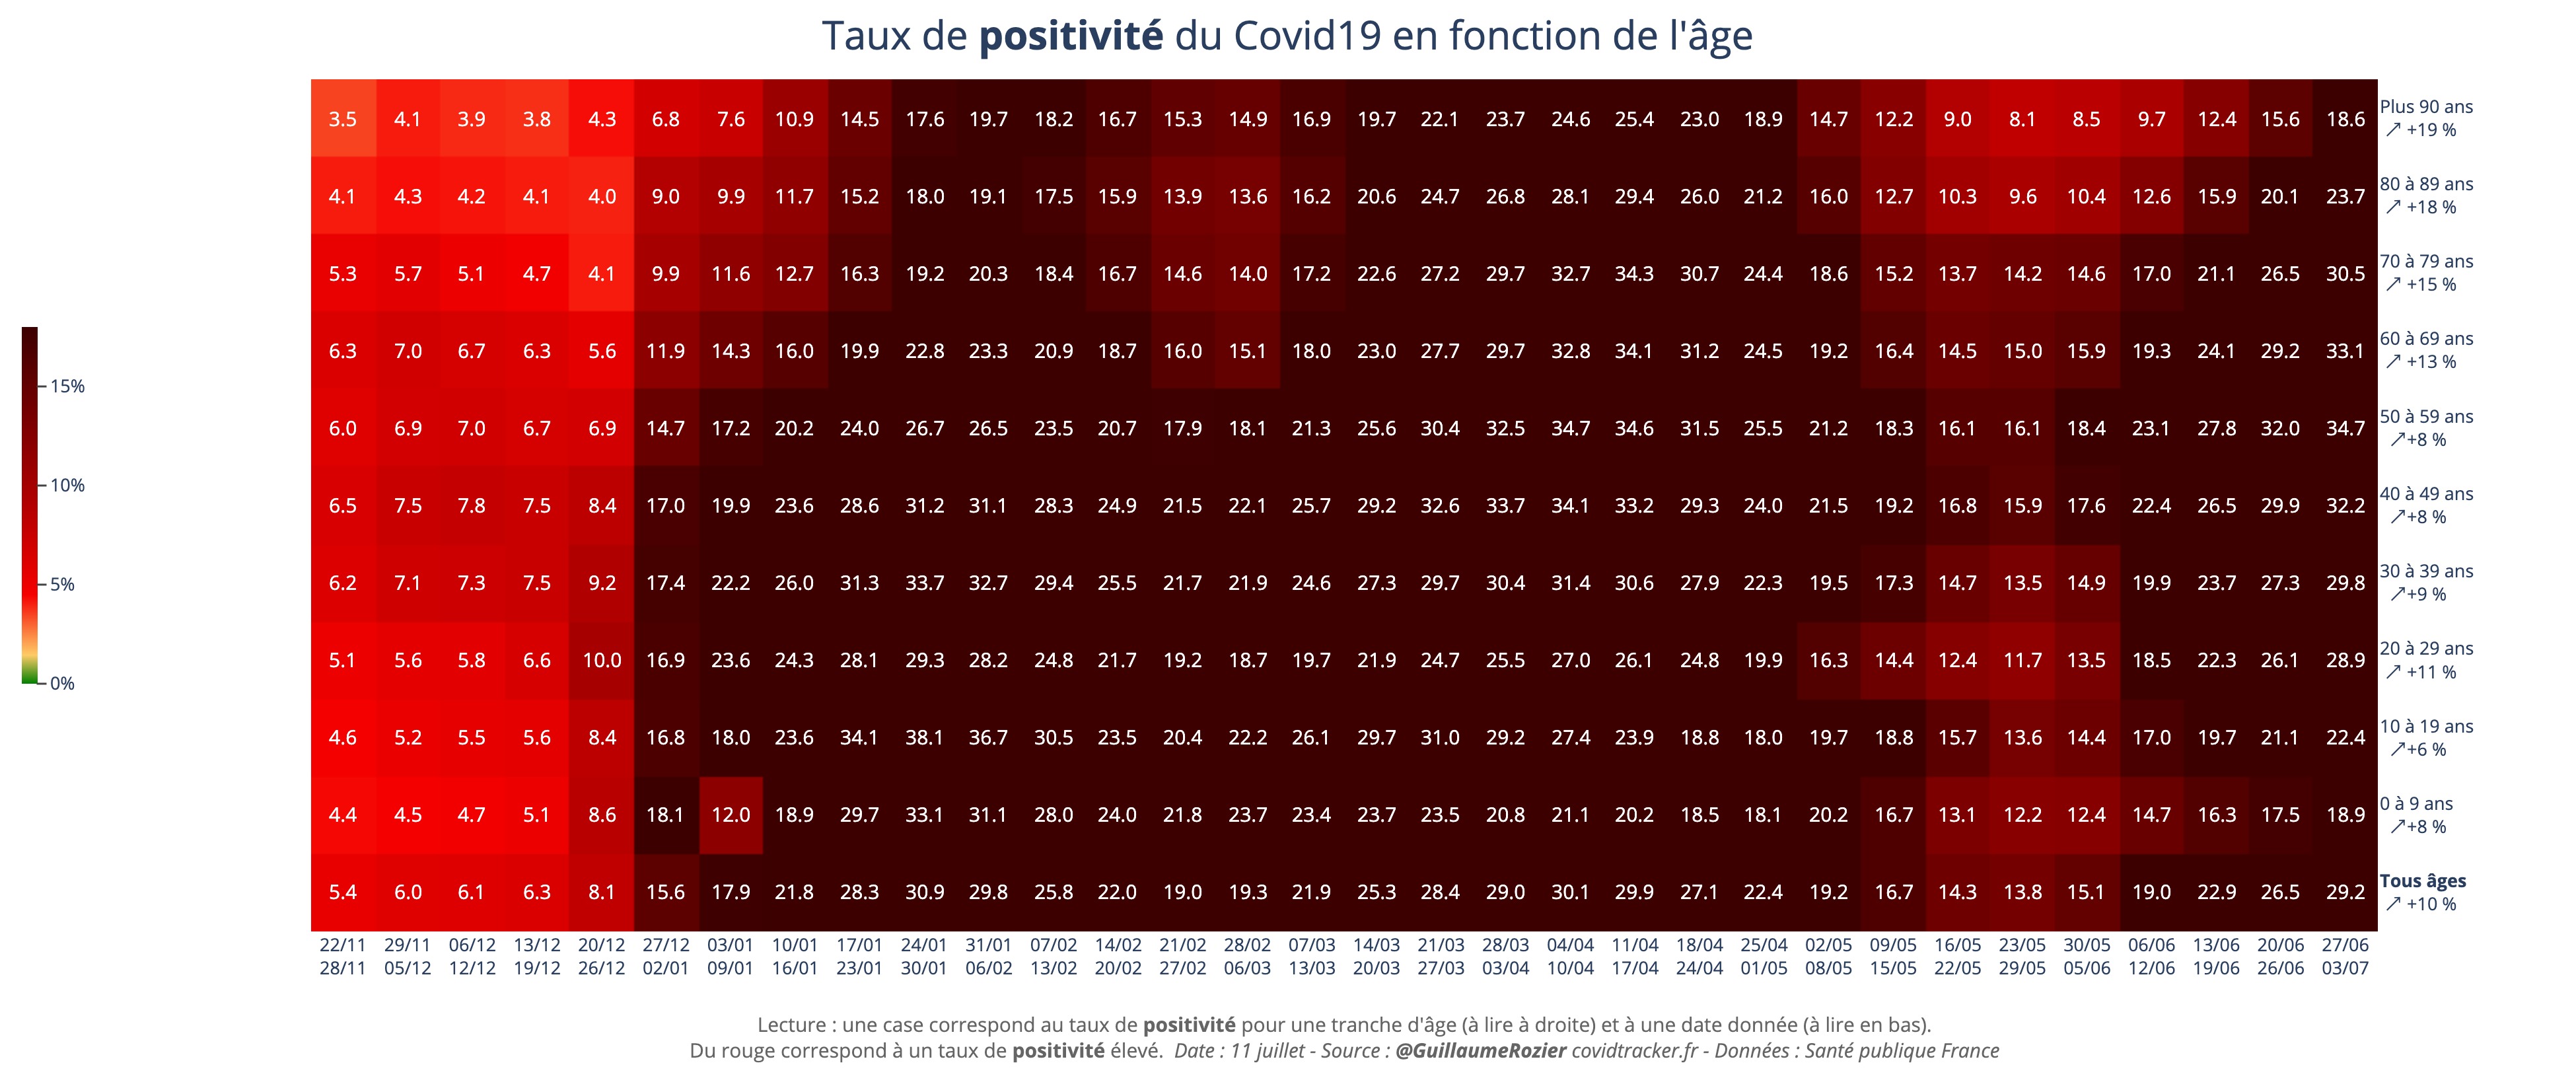 Taux de positivité du Covid19 en fonction de l'âge
3.5 4.1 3.9 3.8 4.3 6.8 7.6 10.9 14.5 17.6 19.7 18.2 16.7 15.3 14.9 16.9 19.7 22.1 23.7 24.6 25.4 23.0 18.9 14.7 12.2 9.0 8.1 8.5 9.7 12.4 15.6 18.6 Plus 90 ans
↗ +19 %
4.1 4.3 4.2 4.1 4.0 9.0 9.9 11.7 15.2 18.0 19.1 17.5 15.9 13.9 13.6 16.2 20.6 24.7 26.8 28.1 29.4 26.0 21.2 16.0 12.7 10.3 9.6 10.4 12.6 15.9 20.1 23.7 80 à 89 ans
↗ +18 %
5.3 5.7 5.1 4.7 4.1 9.9 11.6 12.7 16.3 19.2 20.3 18.4 16.7 14.6 14.0 17.2 22.6 27.2 29.7 32.7 34.3 30.7 24.4 18.6 15.2 13.7 14.2 14.6 17.0 21.1 26.5 30.5 70 à 79 ans
↗ +15 %
6.3 7.0 6.7 6.3 5.6 11.9 14.3 16.0 19.9 22.8 23.3 20.9 18.7 16.0 15.1 18.0 23.0 27.7 29.7 32.8 34.1 31.2 24.5 19.2 16.4 14.5 15.0 15.9 19.3 24.1 29.2 33.1 60 à 69 ans
↗ +13 %
15%
6.0 6.9 7.0 6.7 6.9 14.7 17.2 20.2 24.0 26.7 26.5 23.5 20.7 17.9 18.1 21.3 25.6 30.4 32.5 34.7 34.6 31.5 25.5 21.2 18.3 16.1 16.1 18.4 23.1 27.8 32.0 34.7 50 à 59 ans
↗+8 %
10%
6.5 7.5 7.8 7.5 8.4 17.0 19.9 23.6 28.6 31.2 31.1 28.3 24.9 21.5 22.1 25.7 29.2 32.6 33.7 34.1 33.2 29.3 24.0 21.5 19.2 16.8 15.9 17.6 22.4 26.5 29.9 32.2 40 à 49 ans
↗+8 %
5%
6.2 7.1 7.3 7.5 9.2 17.4 22.2 26.0 31.3 33.7 32.7 29.4 25.5 21.7 21.9 24.6 27.3 29.7 30.4 31.4 30.6 27.9 22.3 19.5 17.3 14.7 13.5 14.9 19.9 23.7 27.3 29.8 30 à 39 ans
↗+9 %
5.1 5.6 5.8 6.6 10.0 16.9 23.6 24.3 28.1 29.3 28.2 24.8 21.7 19.2 18.7 19.7 21.9 24.7 25.5 27.0 26.1 24.8 19.9 16.3 14.4 12.4 11.7 13.5 18.5 22.3 26.1 28.9 20 à 29 ans
↗ +11 %
0%
4.6 5.2 5.5 5.6 8.4 16.8 18.0 23.6 34.1 38.1 36.7 30.5 23.5 20.4 22.2 26.1 29.7 31.0 29.2 27.4 23.9 18.8 18.0 19.7 18.8 15.7 13.6 14.4 17.0 19.7 21.1 22.4 10 à 19 ans
↗+6 %
4.4 4.5 4.7 5.1 8.6 18.1 12.0 18.9 29.7 33.1 31.1 28.0 24.0 21.8 23.7 23.4 23.7 23.5 20.8 21.1 20.2 18.5 18.1 20.2 16.7 13.1 12.2 12.4 14.7 16.3 17.5 18.9 0 à 9 ans
↗+8 %
5.4 6.0 6.1 6.3 8.1 15.6 17.9 21.8 28.3 30.9 29.8 25.8 22.0 19.0 19.3 21.9 25.3 28.4 29.0 30.1 29.9 27.1 22.4 19.2 16.7 14.3 13.8 15.1 19.0 22.9 26.5 29.2 Tous âges
↗ +10 %
22/11 29/11 06/12 13/12 20/12 27/12 03/01 10/01 17/01 24/01 31/01 07/02 14/02 21/02 28/02 07/03 14/03 21/03 28/03 04/04 11/04 18/04 25/04 02/05 09/05 16/05 23/05 30/05 06/06 13/06 20/06 27/06
28/11 05/12 12/12 19/12 26/12 02/01 09/01 16/01 23/01 30/01 06/02 13/02 20/02 27/02 06/03 13/03 20/03 27/03 03/04 10/04 17/04 24/04 01/05 08/05 15/05 22/05 29/05 05/06 12/06 19/06 26/06 03/07
Lecture : une case correspond au taux de positivité pour une tranche d'âge (à lire à droite) et à une date donnée (à lire en bas).
Du rouge correspond à un taux de positivité élevé. Date : 11 juillet - Source : @GuillaumeRozier covidtracker.fr - Données : Santé publique France